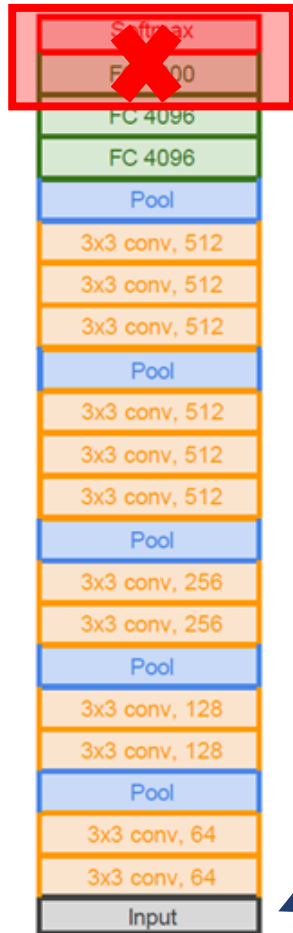 FC 4096
FC 4096
Pool
3x3 conv, 512
3x3 conv, 512
3x3 conv, 512
Pool
3x3 conv, 512
3x3 conv, 512
3x3 conv, 512
Pool
3x3 conv, 256
3x3 conv, 256
Pool
3x3 conv, 128
3x3 conv, 128
Pool
3x3 conv, 64
3x3 conv, 64
Input